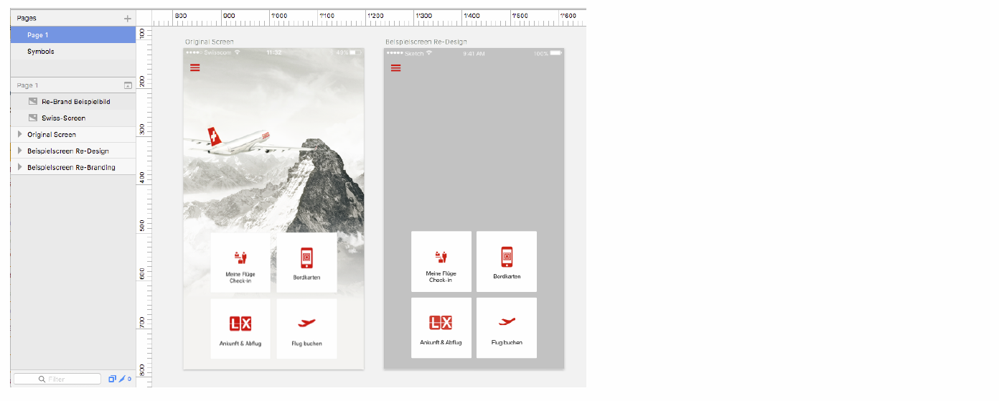 Pages
Page 1
Symbols
Page 1
Re-Brand Beispielbild
Swiss-Screen
Original Screen
Beispielscreen Re-Design
Beispielscreen Re-Branding
Filter
0
800 900 1'000 1'100 1'200 1'300 1'400 1'500 1'600
100
200
300
400
500
600
700
800
Original Screen
Swisscom 11:32 49%
SWISS
Meine Flüge
Check-in
Bordkarten
LX
Ankunft & Abflug
Flug buchen
Beispielscreen Re-Design
Sketch 9:41 AM 100%
Meine Flüge
Check-in
Bordkarten
LX
Ankunft & Abflug
Flug buchen